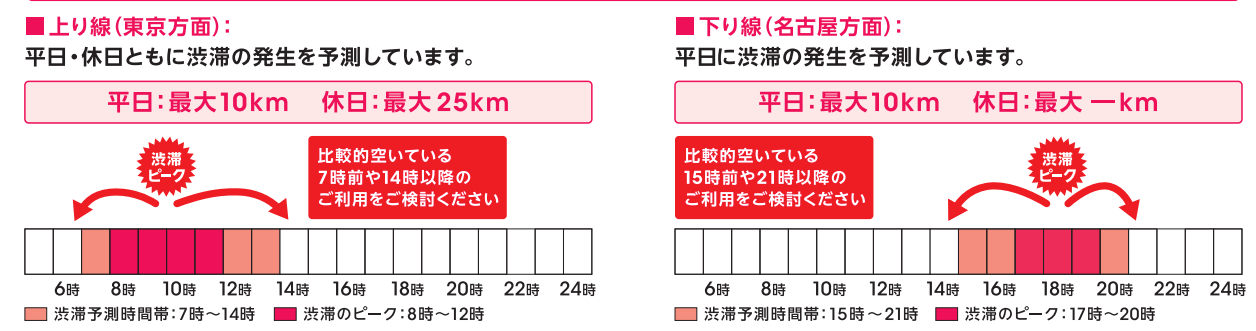 ■上り線（東京方面）：
平日・休日ともに渋滞の発生を予測しています。
平日：最大10km 休日：最大25km
渋滞
ピーク
比較的空いている
7時前や14時以降の
ご利用をご検討ください
6時 8時 10時 12時 14時 16時 18時 20時 22時 24時
渋滞予測時間帯：7時～14時 渋滞のピーク：8時～12時
■下り線（名古屋方面）：
平日に渋滞の発生を予測しています。
平日：最大10km 休日：最大 ーkm
比較的空いている
15時前や21時以降の
ご利用をご検討ください
渋滞
ピーク
6時 8時 10時 12時 14時 16時 18時 20時 22時 24時
渋滞予測時間帯：15時～21時 渋滞のピーク：17時～20時